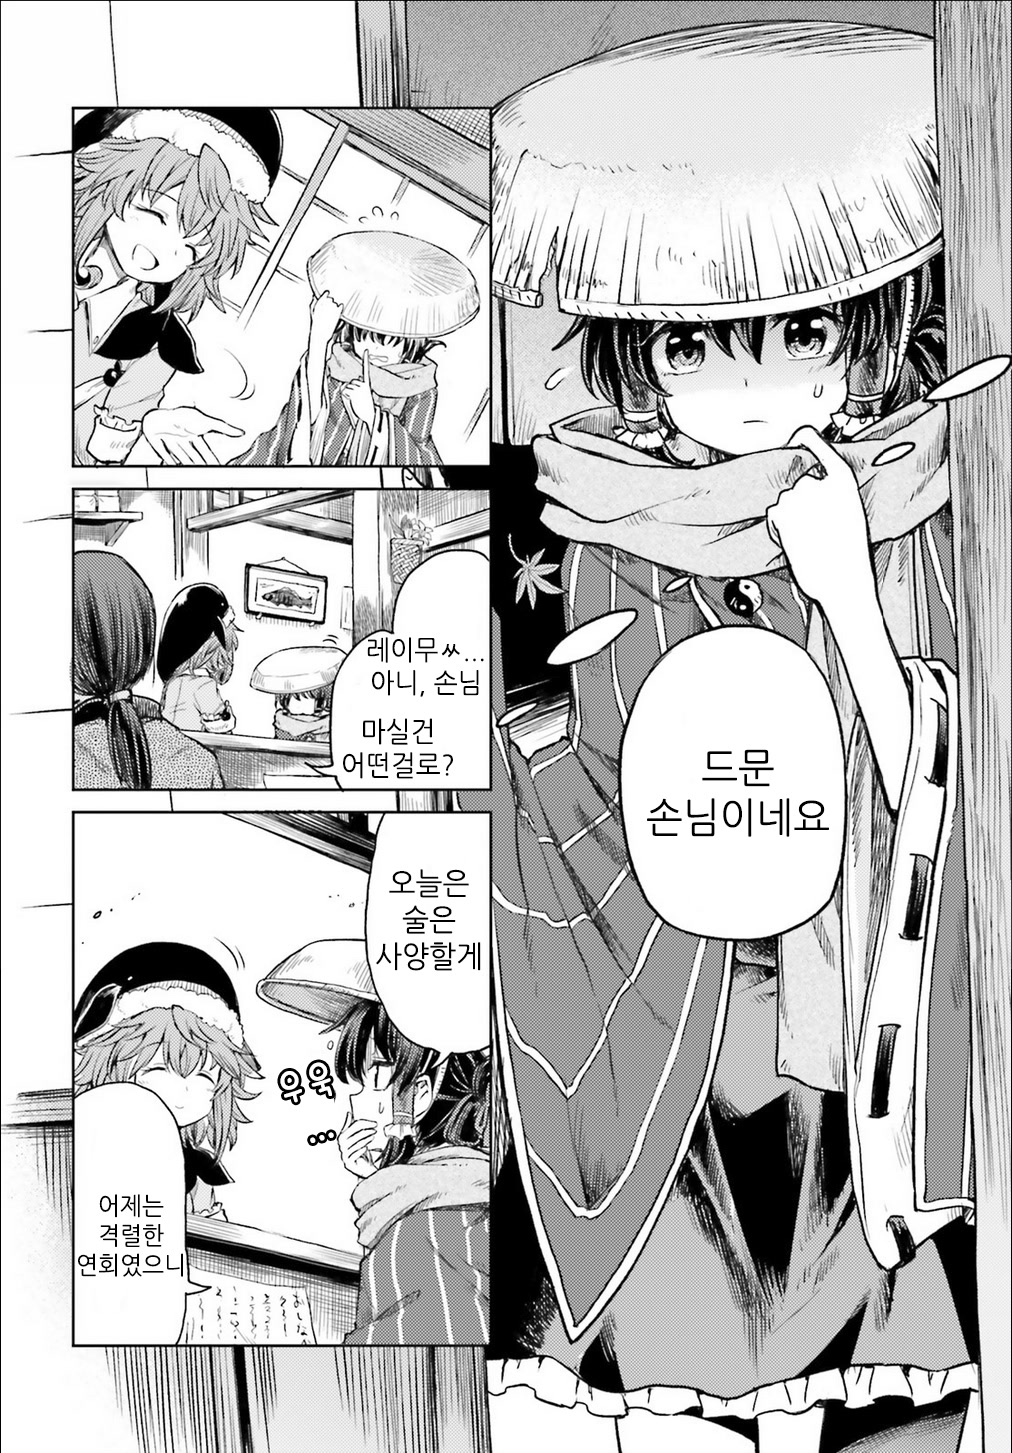 드문
손님이네요
레이무ㅆ...
아니, 손님
마실건
어떤걸로?
오늘은
술은
사양할게
우욱
...
어제는
격렬한
연회였으니